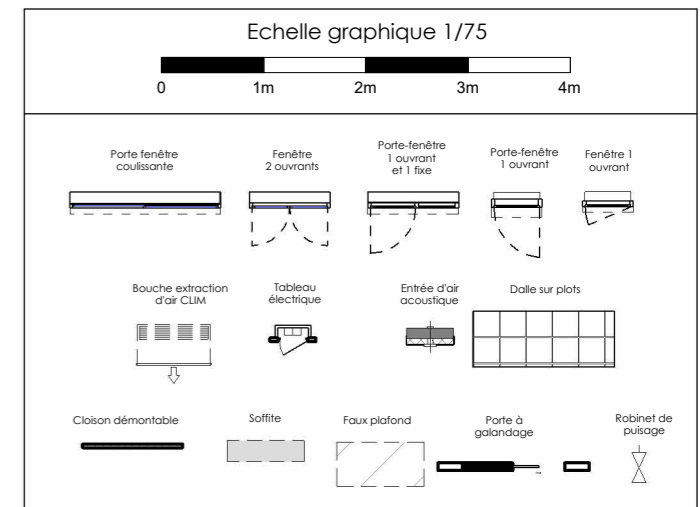 Echelle graphique 1/75
0 1m 2m 3m 4m
Porte fenêtre
coulissante
Fenêtre
2 ouvrants
Porte-fenêtre
1 ouvrant
et 1 fixe
Porte-fenêtre
1 ouvrant
Fenêtre 1
ouvrant
Bouche extraction
d'air CLIM
Tableau
électrique
Entrée d'air
acoustique
Dalle sur plots
Cloison démontable
Soffite
Faux plafond
Porte à
galandage
Robinet de
puisage